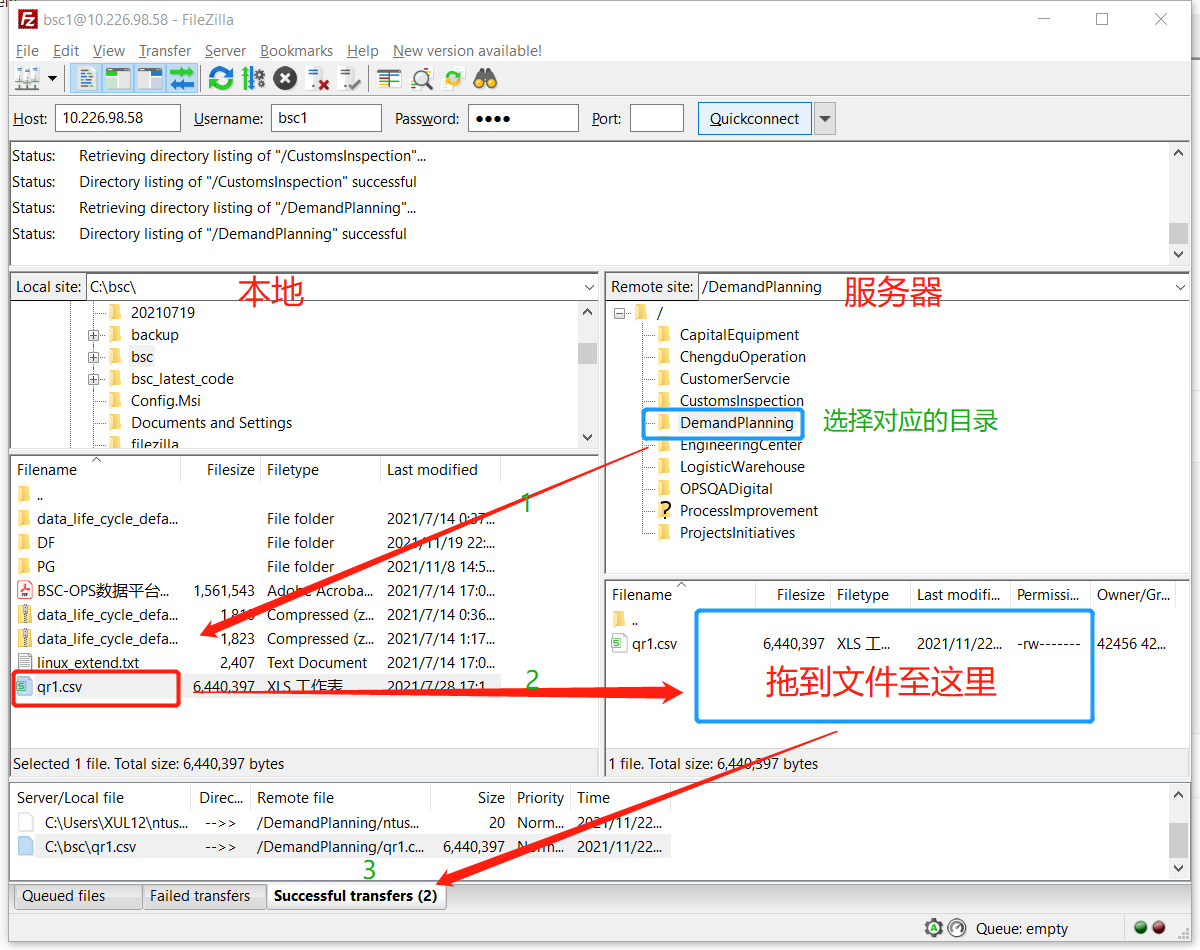 bsc1@10.226.98.58 - FileZilla
File Edit View Transfer Server Bookmarks Help New version available!
Host: 10.226.98.58 Username: bsc1 Password: ●●●● Port: Quickconnect
Status: Retrieving directory listing of "/CustomsInspection"...
Status: Directory listing of "/CustomsInspection" successful
Status: Retrieving directory listing of "/DemandPlanning"...
Status: Directory listing of "/DemandPlanning" successful
Local site: C:\bsc\ 本地
20210719
backup
bsc
bsc_latest_code
Config.Msi
Documents and Settings
filezilla
Remote site: /DemandPlanning 服务器
/
CapitalEquipment
ChengduOperation
CustomerServcie
CustomsInspection
DemandPlanning 选择对应的目录
EngineeringCenter
LogisticWarehouse
OPSQADigital
? ProcessImprovement
ProjectsInitiatives
Filename Filesize Filetype Last modified
..
1
data_life_cycle_defa... File folder 2021/7/14 0:37...
DF File folder 2021/11/19 22:...
PG File folder 2021/11/8 14:5...
BSC-OPS数据平台... 1,561,543 Adobe Acroba... 2021/7/14 17:0...
data_life_cycle_defa... 1,810 Compressed (z... 2021/7/14 0:36...
data_life_cycle_defa... 1,823 Compressed (z... 2021/7/14 1:17...
linux_extend.txt 2,407 Text Document 2021/7/14 17:0...
qr1.csv 6,440,397 XLS 工作表 2021/7/28 17:1...
2
Selected 1 file. Total size: 6,440,397 bytes
Filename Filesize Filetype Last modifi... Permissi... Owner/Gr...
..
qr1.csv 6,440,397 XLS 工... 2021/11/22... -rw------- 42456 42...
拖到文件至这里
1 file. Total size: 6,440,397 bytes
Server/Local file Direc... Remote file Size Priority Time
C:\Users\XUL12\ntus... -->> /DemandPlanning/ntus... 20 Norm... 2021/11/22...
C:\bsc\qr1.csv -->> /DemandPlanning/qr1.c... 6,440,397 Norm... 2021/11/22...
3
Queued files Failed transfers Successful transfers (2)
Queue: empty